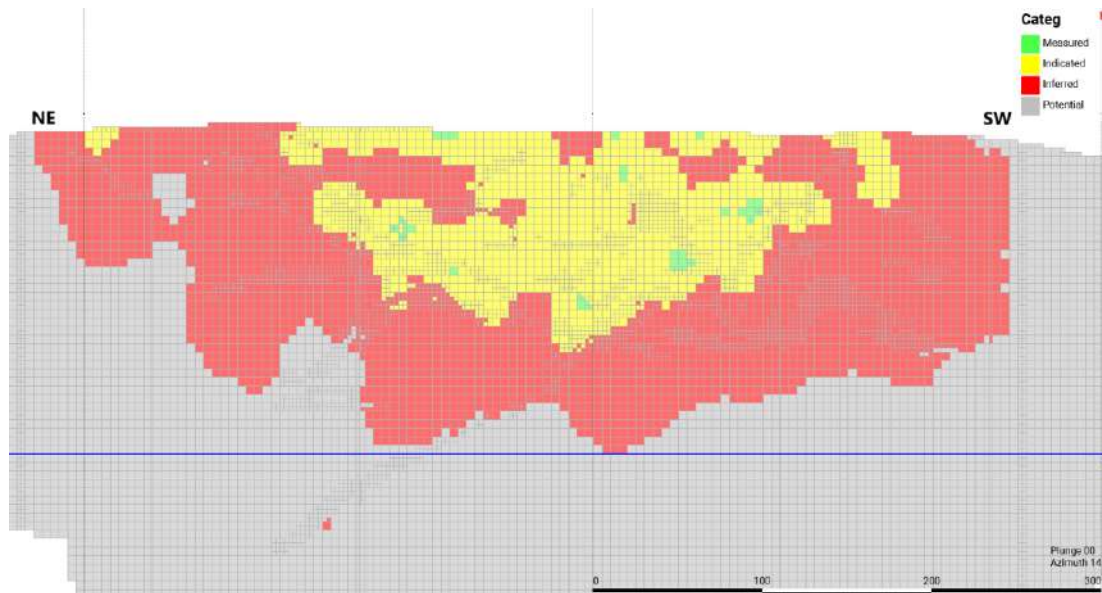 Categ
Measured
Indicated
Inferred
Potential
NE
SW
Plunge 00
Azimuth 14
0
100
200
300